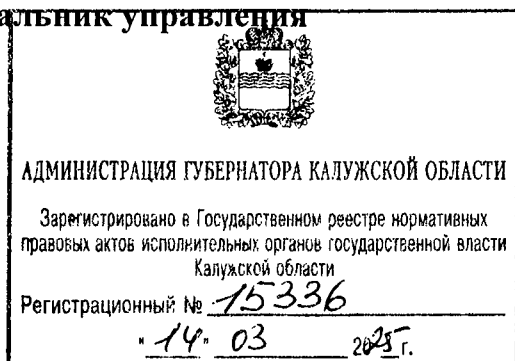 альник управления
АДМИНИСТРАЦИЯ ГУБЕРНАТОРА КАЛУЖСКОЙ ОБЛАСТИ
Зарегистрировано в Государственном реестре нормативных
правовых актов исполнительных органов государственной власти
Калужской области
Регистрационный № 15336
"14" 03 2025 г.